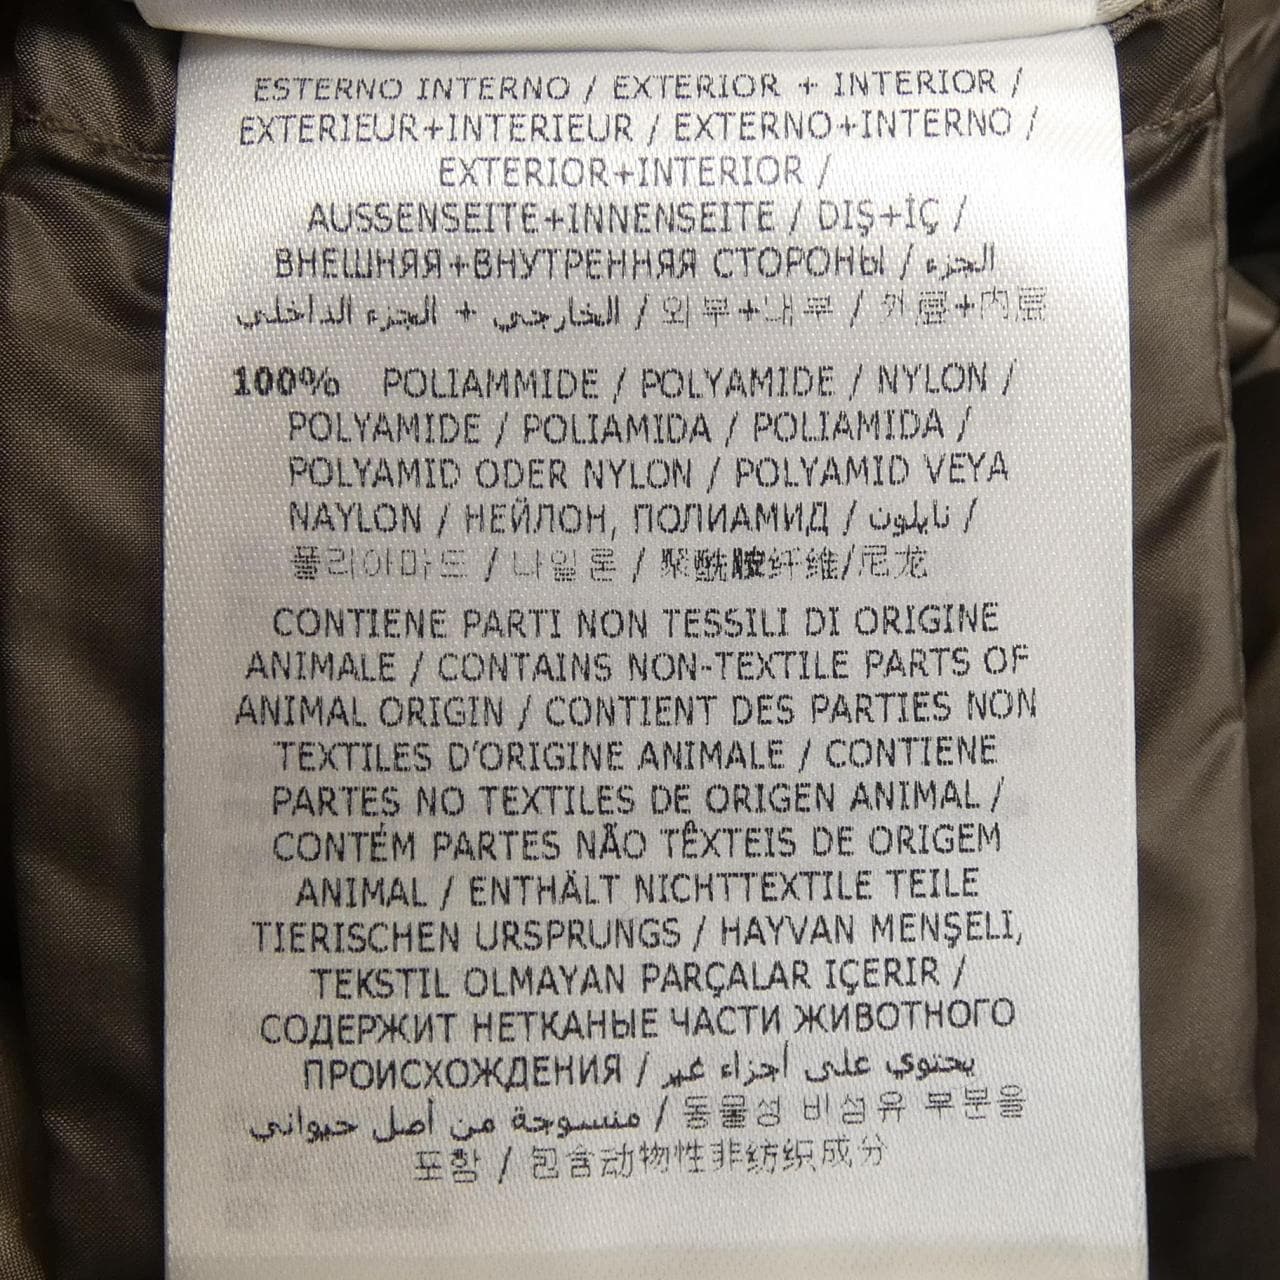 ESTERNO INTERNO / EXTERIOR + INTERIOR /
EXTERIEUR+INTERIEUR / EXTERNO+INTERNO /
EXTERIOR+INTERIOR /
AUSSENSEITE+INNENSEITE / DIŞ+İÇ /
ВНЕШНЯЯ+ВНУТРЕННЯЯ СТОРОНЫ / الجزء
الخارجي + الجزء الداخلي / 외부+내부 / 外层+内层
100% POLIAMMIDE / POLYAMIDE / NYLON /
POLYAMIDE / POLIAMIDA / POLIAMIDA /
POLYAMID ODER NYLON / POLYAMID VEYA
NAYLON / НЕЙЛОН, ПОЛИАМИД / نايلون /
폴리아마드 / 나일론 / 聚酰胺纤维/尼龙
CONTIENE PARTI NON TESSILI DI ORIGINE
ANIMALE / CONTAINS NON-TEXTILE PARTS OF
ANIMAL ORIGIN / CONTIENT DES PARTIES NON
TEXTILES D'ORIGINE ANIMALE / CONTIENE
PARTES NO TEXTILES DE ORIGEN ANIMAL /
CONTÉM PARTES NÃO TÊXTEIS DE ORIGEM
ANIMAL / ENTHÄLT NICHTTEXTILE TEILE
TIERISCHEN URSPRUNGS / HAYVAN MENŞELI,
TEKSTIL OLMAYAN PARÇALAR IÇERIR /
СОДЕРЖИТ НЕТКАНЫЕ ЧАСТИ ЖИВОТНОГО
ПРОИСХОЖДЕНИЯ / يحتوي على أجزاء غير
منسوجة من أصل حيواني / 동물성 비섬유 부분을
포함 / 包含动物性非纺织成分